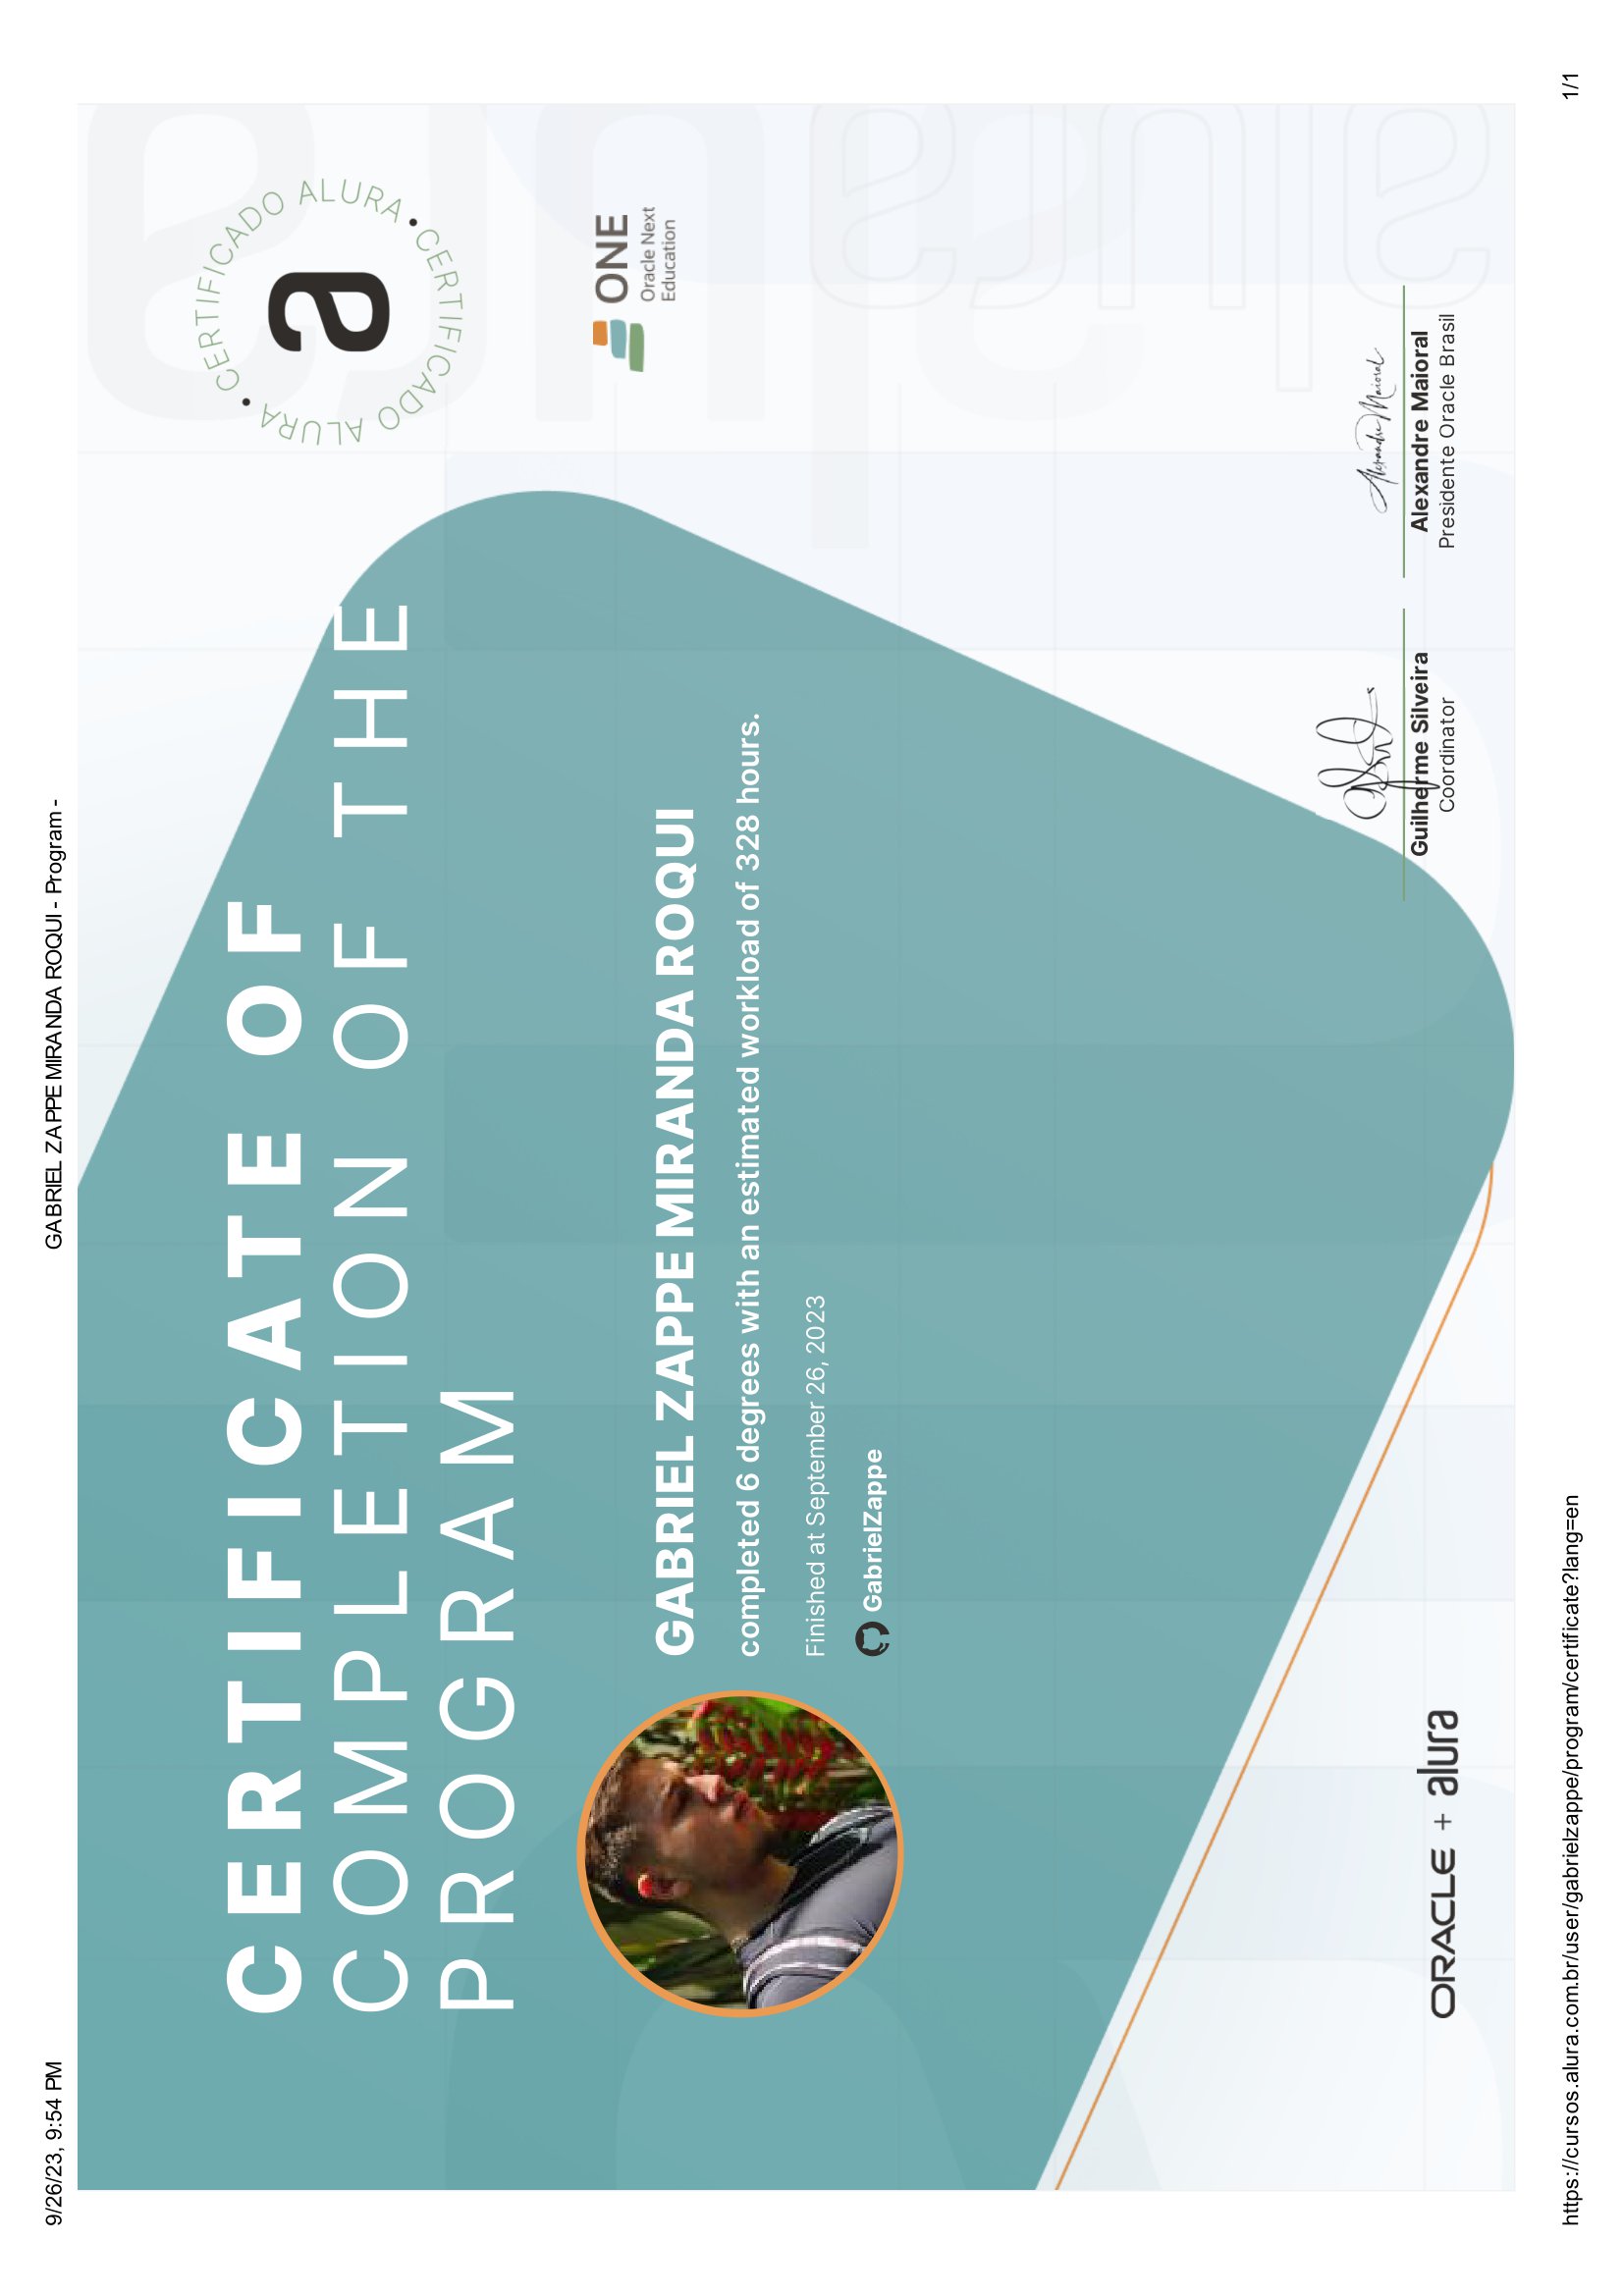 9/26/23, 9:54 PM
GABRIEL ZAPPE MIRANDA ROQUI - Program -
CERTIFICATE OF
COMPLETION OF THE
PROGRAM
CERTIFICADO ALURA • CERTIFICADO ALURA •
a
ONE
Oracle Next
Education
GABRIEL ZAPPE MIRANDA ROQUI
completed 6 degrees with an estimated workload of 328 hours.
Finished at September 26, 2023
GabrielZappe
alura
alura
ORACLE + alura
Alexandre Maioral
Guilherme Silveira
Coordinator
Alexandre Maioral
Presidente Oracle Brasil
https://cursos.alura.com.br/user/gabrielzappe/program/certificate?lang=en
1/1